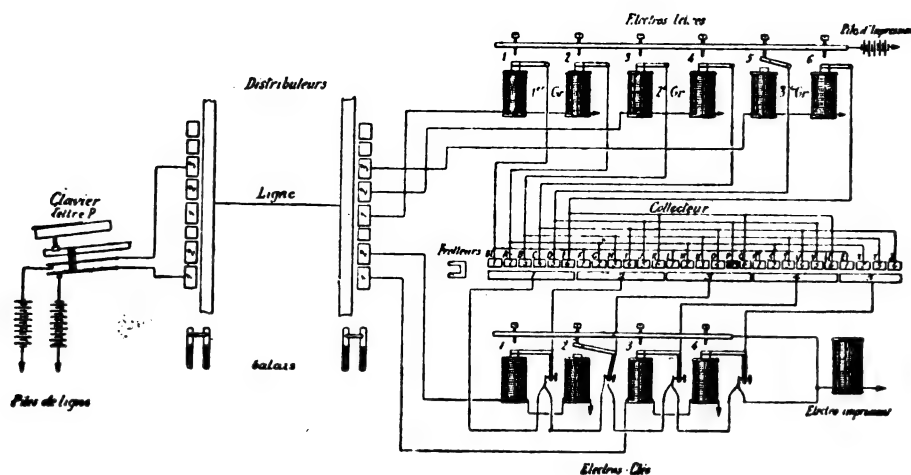 Electros lettres
Pile d'Impression
1 2 3 4 5 6
1er Gr 2e Gr 3e Gr
Distributeurs
Ligne
Clavier
lettre P
Collecteur
Frotteurs
1 2 3 4
balais
Piles de ligne
Electro imprimeur
Electros-Clés